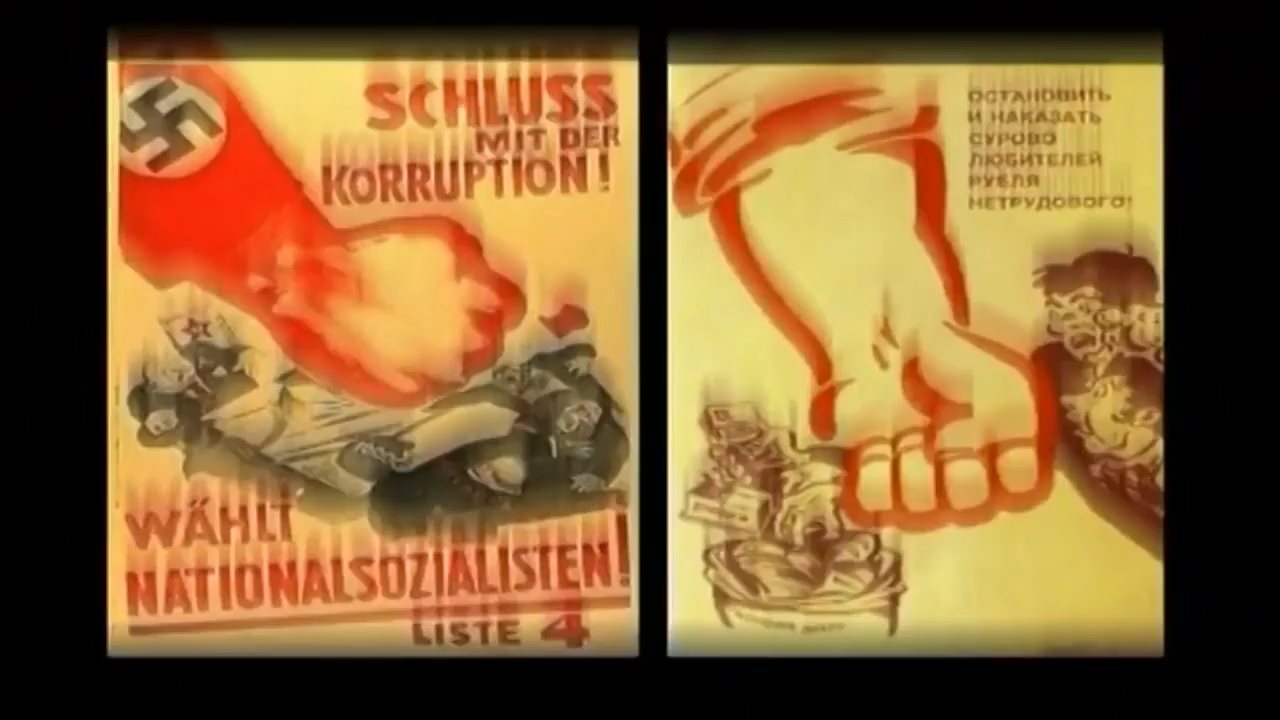 SCHLUSS
MIT DER
KORRUPTION!
WÄHLT
NATIONALSOZIALISTEN!
LISTE 4
ОСТАНОВИТЬ
И НАКАЗАТЬ
СУРОВО
ЛЮБИТЕЛЕЙ
РУБЛЯ
НЕТРУДОВОГО!